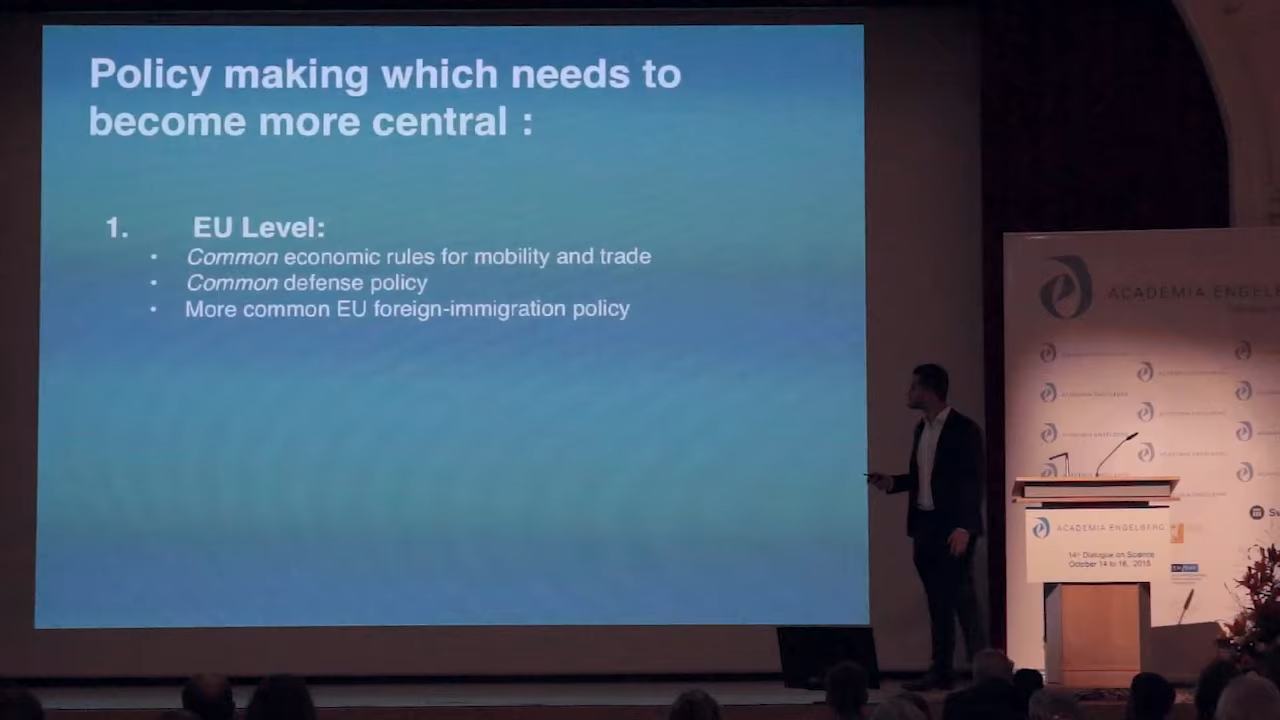 Policy making which needs to
become more central :
1. EU Level:
• Common economic rules for mobility and trade
• Common defense policy
• More common EU foreign-immigration policy
ACADEMIA ENGELB
ACADEMIA ENGELBERG
14th Dialogue on Science
October 14 to 16, 2015